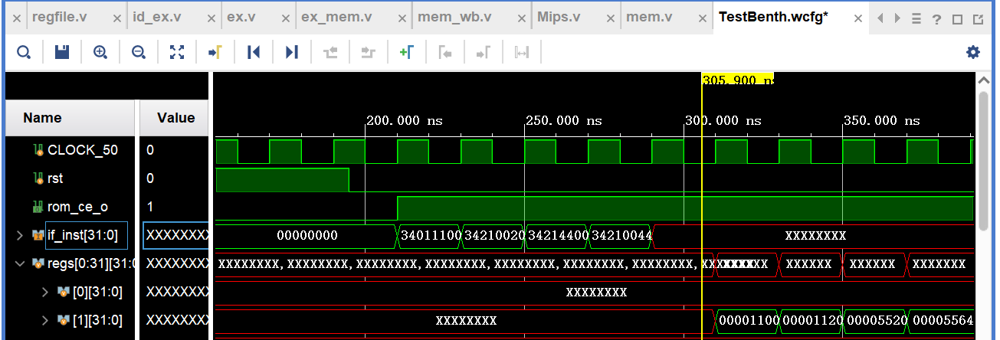 regfile.v id_ex.v ex.v ex_mem.v mem_wb.v Mips.v mem.v TestBenth.wcfg*
305.900 ns
Name Value 200.000 ns 250.000 ns 300.000 ns 350.000 ns
CLOCK_50 0
rst 0
rom_ce_o 1
if_inst[31:0] XXXXXXXX 00000000 34011100 34210020 34214400 34210044 XXXXXXXX
regs[0:31][31:0 XXXXXXXX XXXXXXXX,XXXXXXXX,XXXXXXXX,XXXXXXXX,XXXXXXXX,XXXXXXXX,XXXXXXXX,XX XXXXXX XXXXXX XXXXXXX
[0][31:0] XXXXXXXX XXXXXXXX
[1][31:0] XXXXXXXX XXXXXXXX 00001100 00001120 00005520 00005564